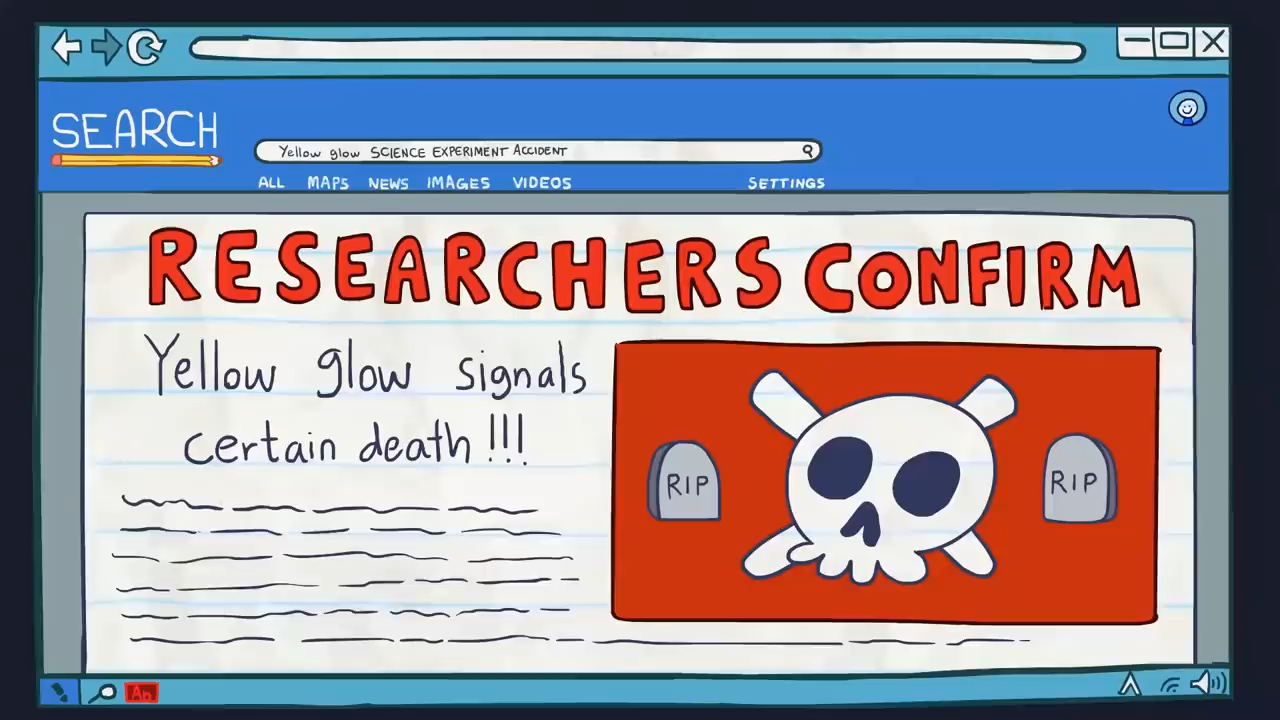 SEARCH
Yellow glow SCIENCE EXPERIMENT ACCIDENT
ALL MAPS NEWS IMAGES VIDEOS SETTINGS
RESEARCHERS CONFIRM
Yellow glow signals
certain death!!!
RIP
RIP
An